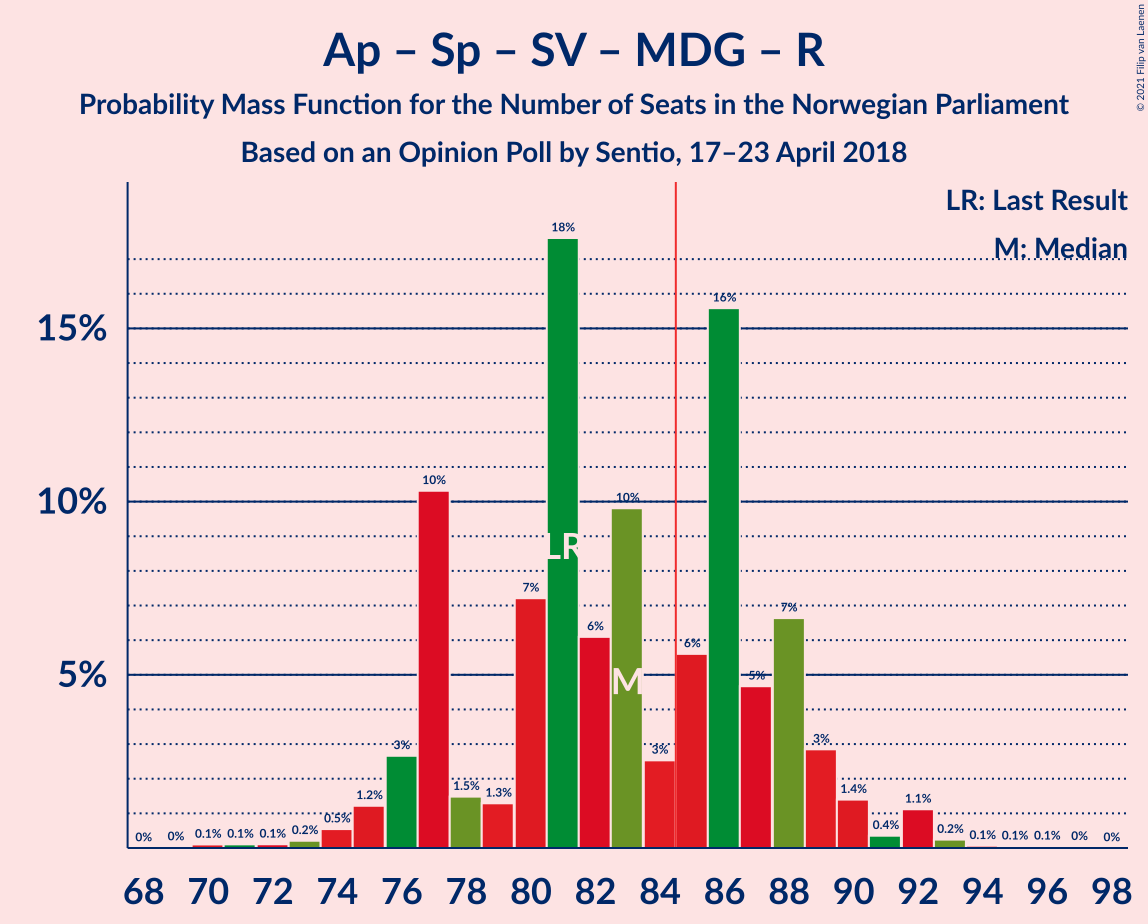 Ap – Sp – SV – MDG – R
Probability Mass Function for the Number of Seats in the Norwegian Parliament
Based on an Opinion Poll by Sentio, 17–23 April 2018
© 2021 Filip van Laenen
LR: Last Result
M: Median
18%
16%
15%
10%
10%
10%
LR
7%
7%
6%
6%
5%
5%
M
3%
3%
3%
1.5%
1.3%
1.2%
1.4%
1.1%
0.5%
0.4%
0% 0% 0.1% 0.1% 0.1% 0.2% 0.2% 0.1% 0.1% 0.1% 0% 0%
68 70 72 74 76 78 80 82 84 86 88 90 92 94 96 98